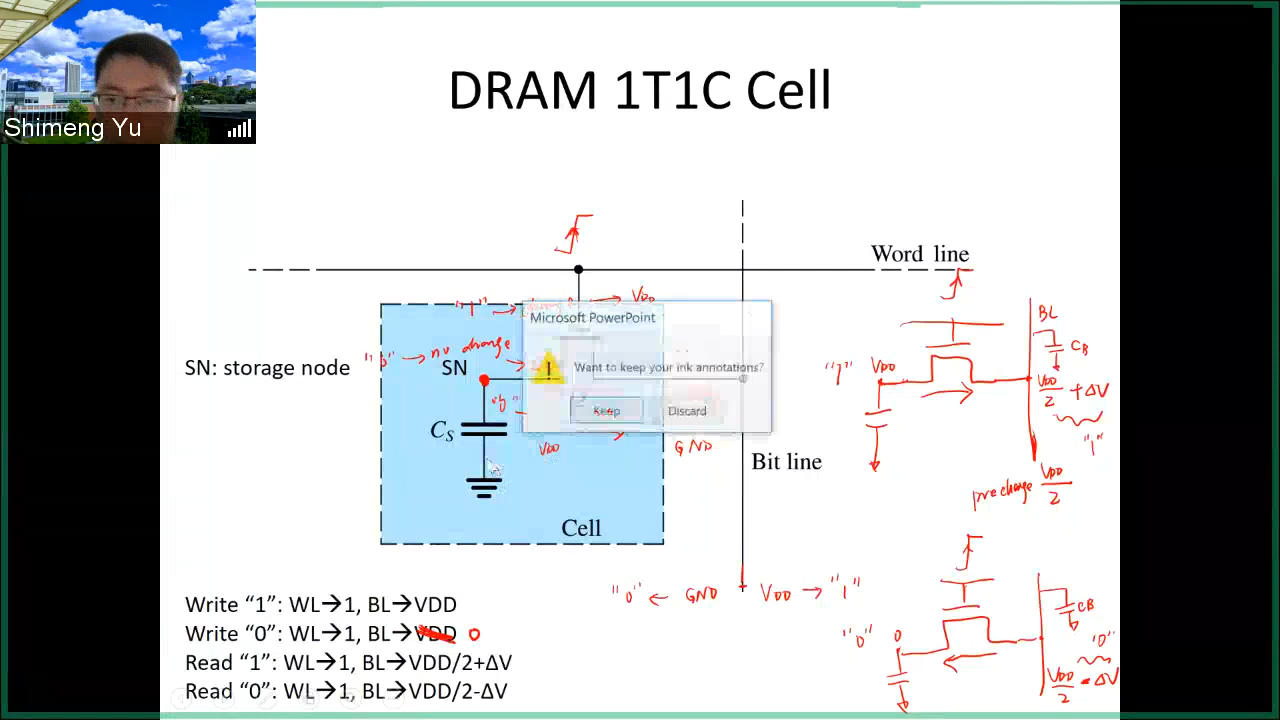 Shimeng Yu
DRAM 1T1C Cell
Word line
"1" → → VDD
"0" → no change →
SN: storage node
SN
Microsoft PowerPoint
Want to keep your ink annotations?
Keep
Discard
CS
VDD
GND
Bit line
Cell
"0" ← GND VDD → "1"
BL
CB
"1" VDD
VDD/2 + ΔV
"1"
precharge VDD/2
CB
"0" 0
"0"
VDD/2 - ΔV
Write “1”: WL→1, BL→VDD
Write “0”: WL→1, BL→VDD 0
Read “1”: WL→1, BL→VDD/2+ΔV
Read “0”: WL→1, BL→VDD/2-ΔV